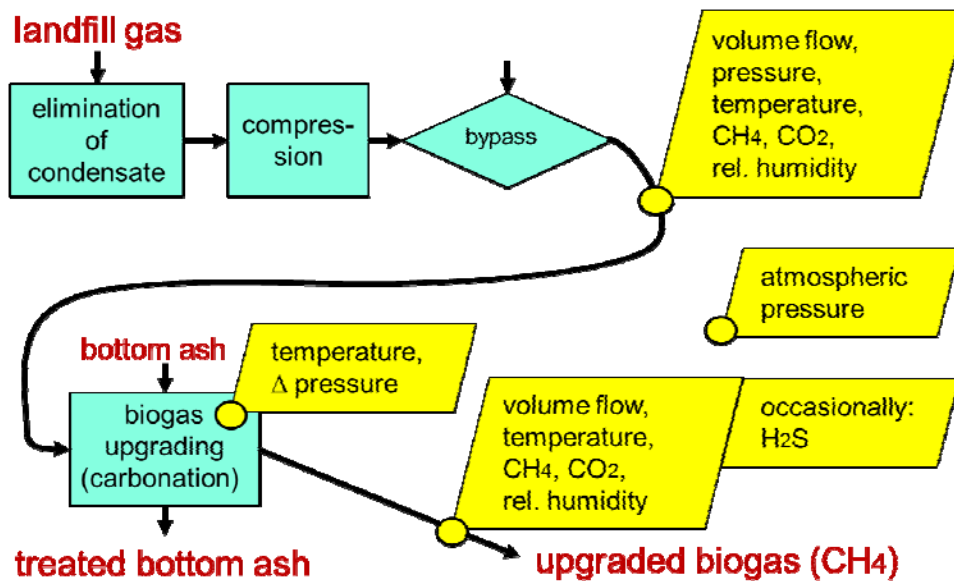 landfill gas
elimination
of
condensate
compres-
sion
bypass
volume flow,
pressure,
temperature,
CH4, CO2,
rel. humidity
atmospheric
pressure
bottom ash
temperature,
Δ pressure
biogas
upgrading
(carbonation)
volume flow,
temperature,
CH4, CO2,
rel. humidity
occasionally:
H2S
treated bottom ash
upgraded biogas (CH4)